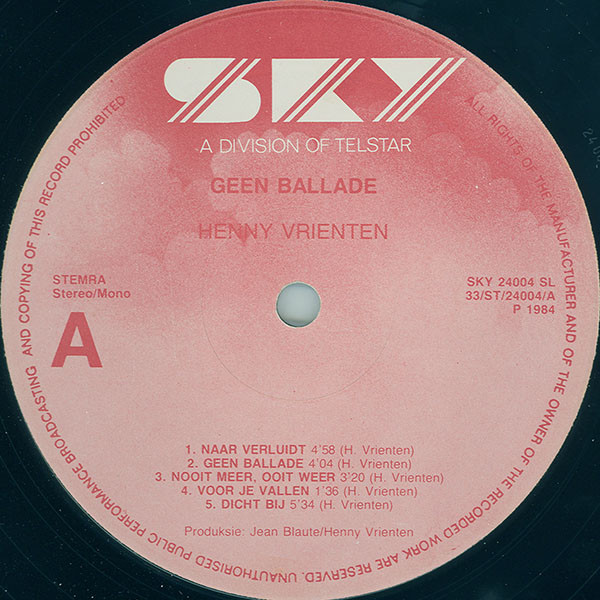 SKY
A DIVISION OF TELSTAR
GEEN BALLADE
HENNY VRIENTEN
STEMRA
Stereo/Mono
A
SKY 24004 SL
33/ST/24004/A
P 1984
1. NAAR VERLUIDT 4'58 (H. Vrienten)
2. GEEN BALLADE 4'04 (H. Vrienten)
3. NOOIT MEER, OOIT WEER 3'20 (H. Vrienten)
4. VOOR JE VALLEN 1'36 (H. Vrienten)
5. DICHT BIJ 5'34 (H. Vrienten)
Produksie: Jean Blaute/Henny Vrienten
ALL RIGHTS OF THE MANUFACTURER AND OF THE OWNER OF THE RECORDED WORK ARE RESERVED. UNAUTHORISED PUBLIC PERFORMANCE BROADCASTING AND COPYING OF THIS RECORD PROHIBITED